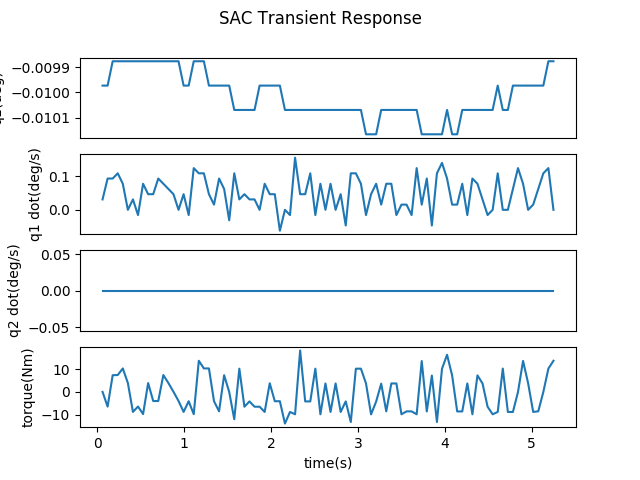 SAC Transient Response
−0.0099
−0.0100
−0.0101
0.1
0.0
q1 dot(deg/s)
0.05
0.00
−0.05
q2 dot(deg/s)
10
0
−10
torque(Nm)
0 1 2 3 4 5
time(s)